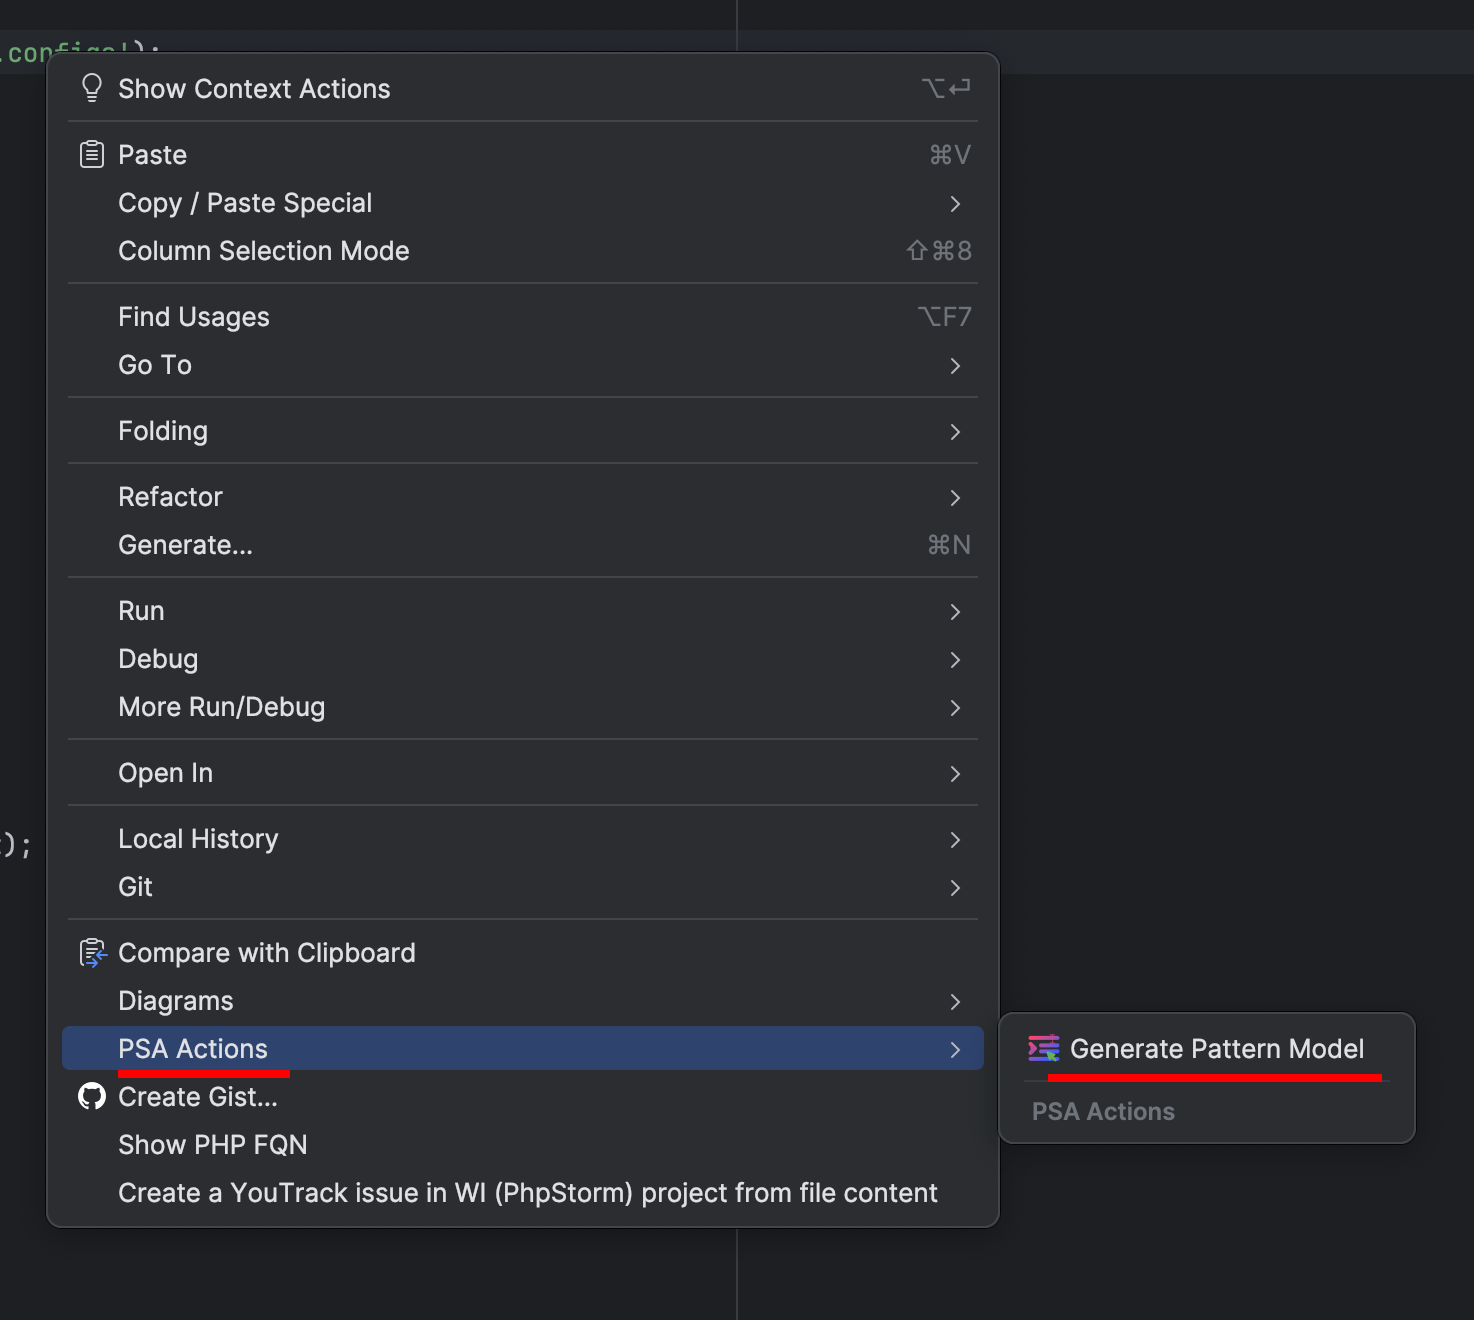 Show Context Actions ⌥↩
Paste ⌘V
Copy / Paste Special
Column Selection Mode ⇧⌘8
Find Usages ⌥F7
Go To
Folding
Refactor
Generate... ⌘N
Run
Debug
More Run/Debug
Open In
Local History
);
Git
Compare with Clipboard
Diagrams
PSA Actions
Generate Pattern Model
Create Gist...
PSA Actions
Show PHP FQN
Create a YouTrack issue in WI (PhpStorm) project from file content